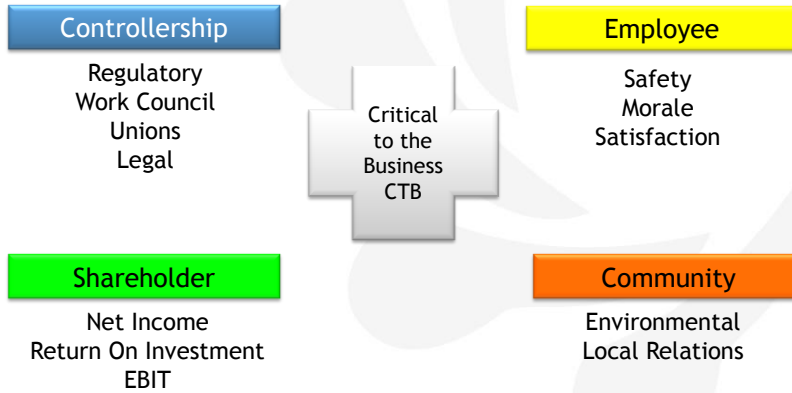 Controllership
Regulatory
Work Council
Unions
Legal
Employee
Safety
Morale
Satisfaction
Critical
to the
Business
CTB
Shareholder
Net Income
Return On Investment
EBIT
Community
Environmental
Local Relations